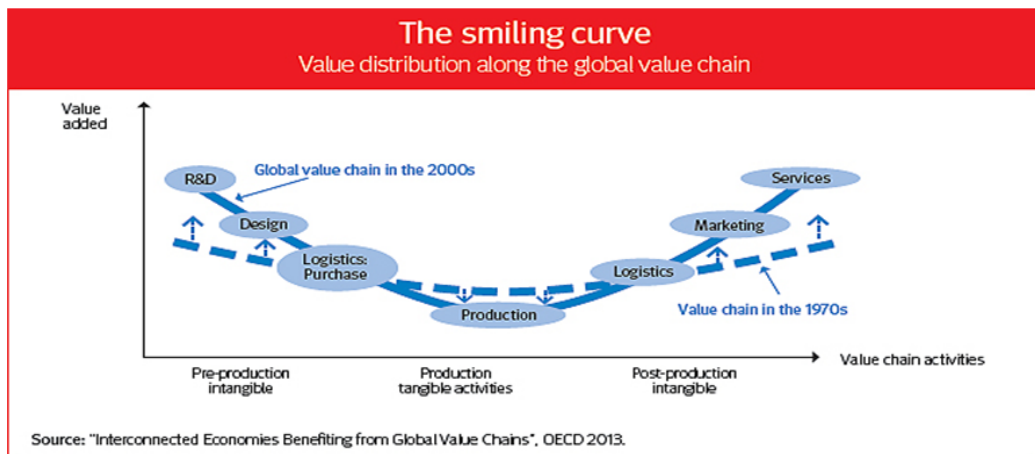 The smiling curve
Value distribution along the global value chain
Value
added
R&D
Global value chain in the 2000s
Services
Design
Marketing
Logistics:
Purchase
Logistics
Production
Value chain in the 1970s
Value chain activities
Pre-production
intangible
Production
tangible activities
Post-production
intangible
Source: "Interconnected Economies Benefiting from Global Value Chains", OECD 2013.